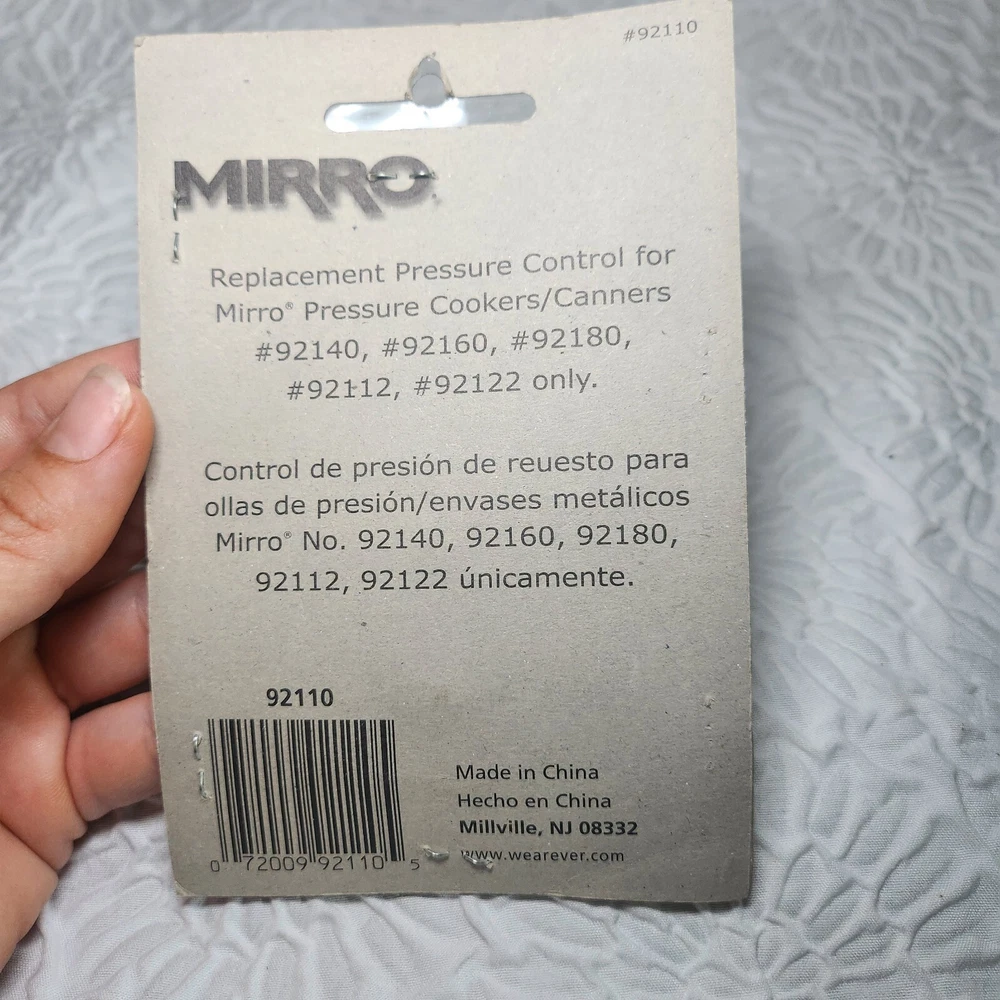 #92110
MIRRO
Replacement Pressure Control for
Mirro® Pressure Cookers/Canners
#92140, #92160, #92180,
#92112, #92122 only.
Control de presión de reuesto para
ollas de presión/envases metálicos
Mirro® No. 92140, 92160, 92180,
92112, 92122 únicamente.
92110
0 72009 92110 5
Made in China
Hecho en China
Millville, NJ 08332
www.wearever.com